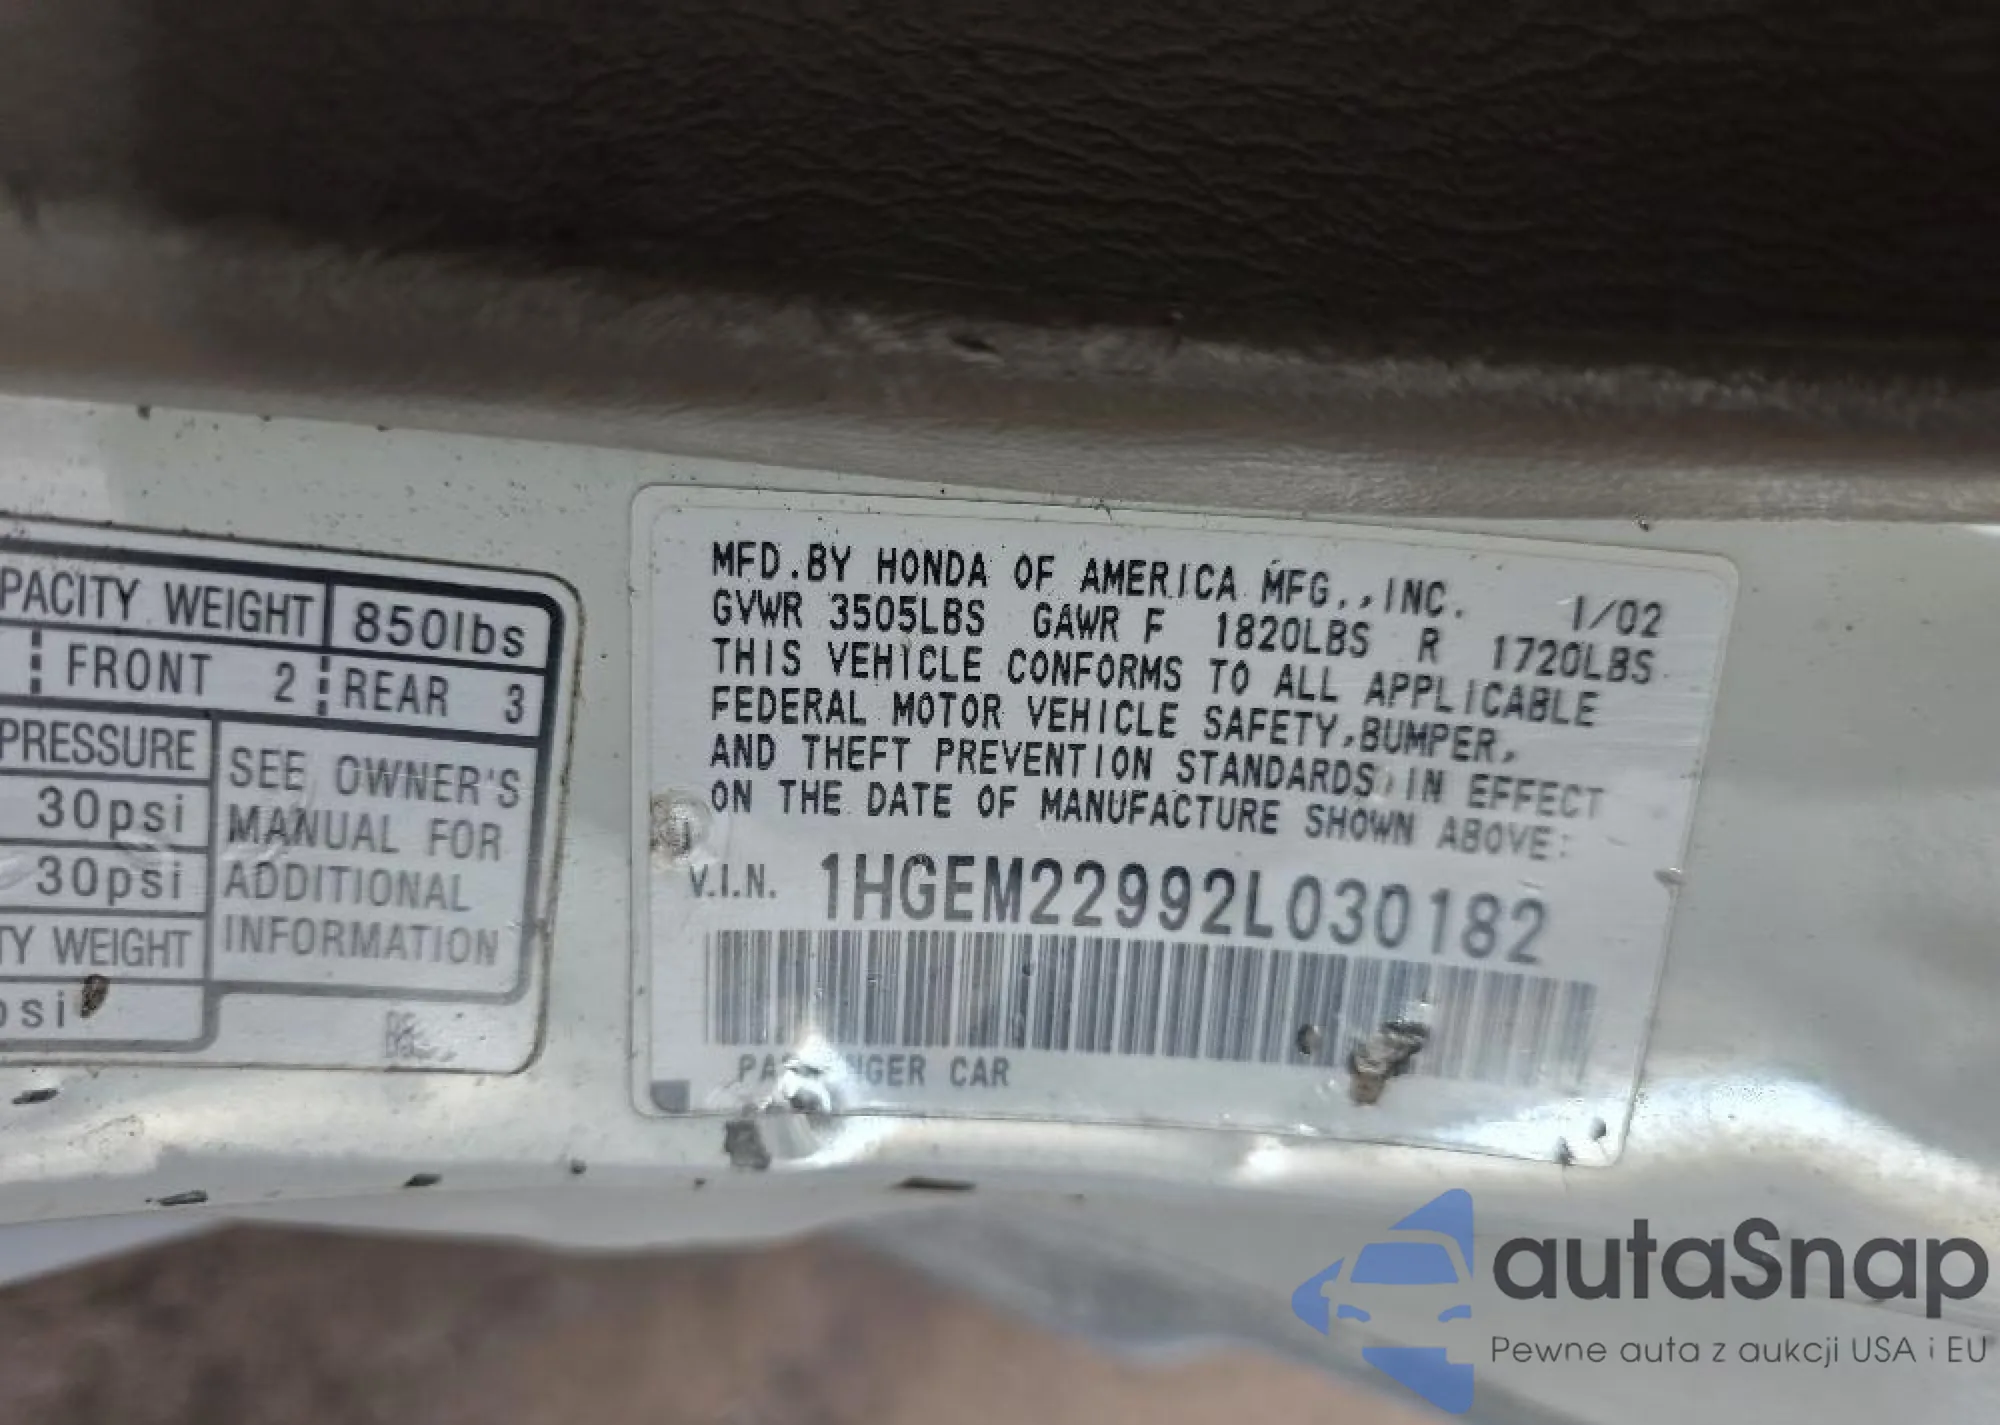 PACITY WEIGHT 850lbs
FRONT 2 REAR 3
PRESSURE
SEE OWNER'S
MANUAL FOR
ADDITIONAL
INFORMATION
30psi
30psi
TY WEIGHT
psi
MFD.BY HONDA OF AMERICA MFG.,INC. 1/02
GVWR 3505LBS GAWR F 1820LBS R 1720LBS
THIS VEHICLE CONFORMS TO ALL APPLICABLE
FEDERAL MOTOR VEHICLE SAFETY,BUMPER,
AND THEFT PREVENTION STANDARDS IN EFFECT
ON THE DATE OF MANUFACTURE SHOWN ABOVE:
V.I.N. 1HGEM22992L030182
CAR
autaSnap
Pewne auta z aukcji USA i EU